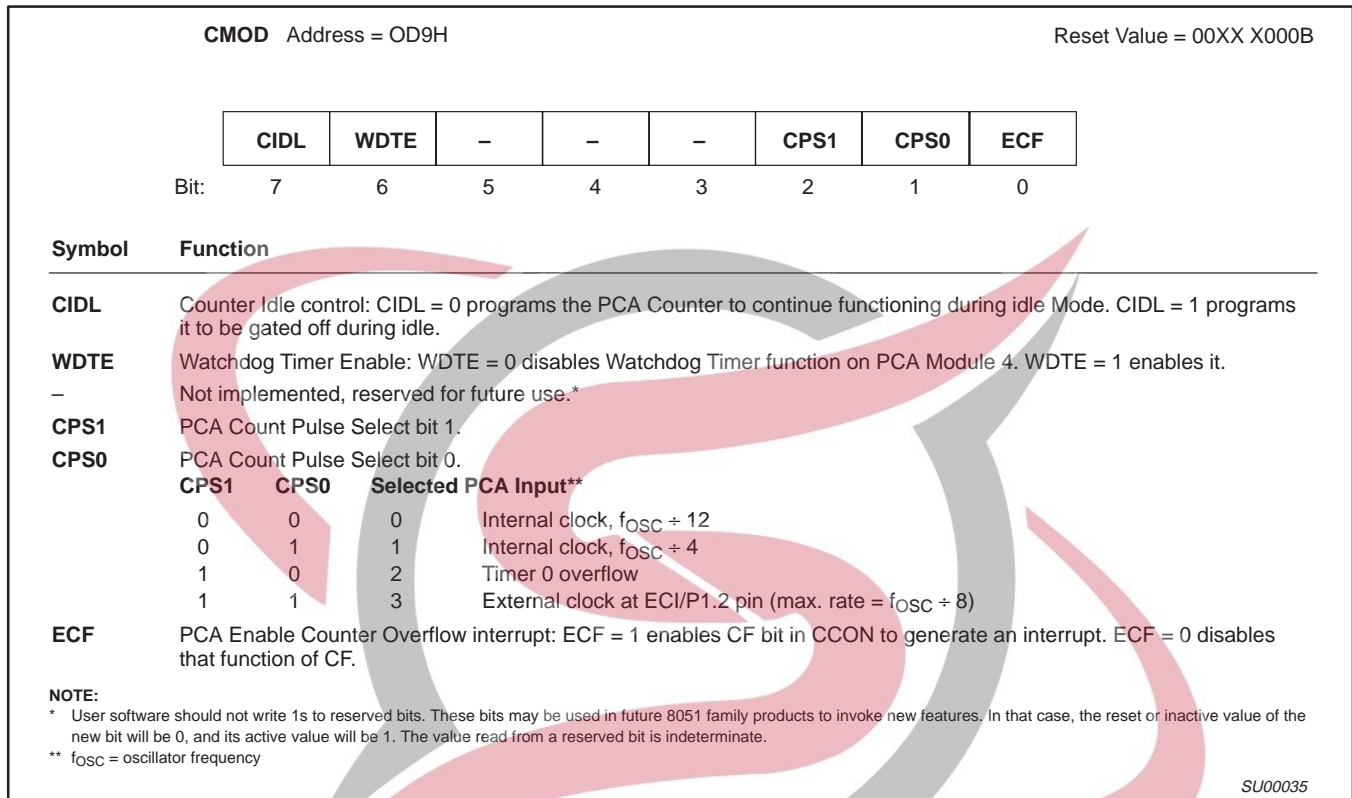 CMOD Address = OD9H Reset Value = 00XX X000B
CIDL WDTE – – – CPS1 CPS0 ECF
Bit: 7 6 5 4 3 2 1 0
Symbol Function
CIDL Counter Idle control: CIDL = 0 programs the PCA Counter to continue functioning during idle Mode. CIDL = 1 programs
it to be gated off during idle.
WDTE Watchdog Timer Enable: WDTE = 0 disables Watchdog Timer function on PCA Module 4. WDTE = 1 enables it.
– Not implemented, reserved for future use.*
CPS1 PCA Count Pulse Select bit 1.
CPS0 PCA Count Pulse Select bit 0.
CPS1 CPS0 Selected PCA Input**
0 0 0 Internal clock, fOSC ÷ 12
0 1 1 Internal clock, fOSC ÷ 4
1 0 2 Timer 0 overflow
1 1 3 External clock at ECI/P1.2 pin (max. rate = fOSC ÷ 8)
ECF PCA Enable Counter Overflow interrupt: ECF = 1 enables CF bit in CCON to generate an interrupt. ECF = 0 disables
that function of CF.
NOTE:
* User software should not write 1s to reserved bits. These bits may be used in future 8051 family products to invoke new features. In that case, the reset or inactive value of the
new bit will be 0, and its active value will be 1. The value read from a reserved bit is indeterminate.
** fOSC = oscillator frequency
SU00035